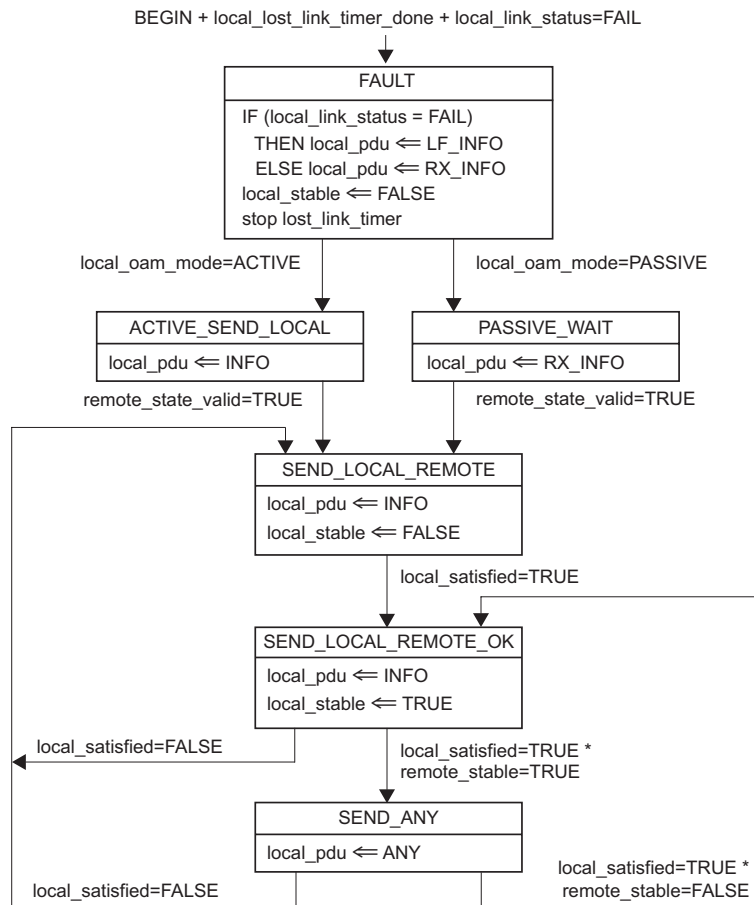 BEGIN + local_lost_link_timer_done + local_link_status=FAIL
FAULT
IF (local_link_status = FAIL)
THEN local_pdu ⇐ LF_INFO
ELSE local_pdu ⇐ RX_INFO
local_stable ⇐ FALSE
stop lost_link_timer
local_oam_mode=ACTIVE
local_oam_mode=PASSIVE
ACTIVE_SEND_LOCAL
local_pdu ⇐ INFO
PASSIVE_WAIT
local_pdu ⇐ RX_INFO
remote_state_valid=TRUE
remote_state_valid=TRUE
SEND_LOCAL_REMOTE
local_pdu ⇐ INFO
local_stable ⇐ FALSE
local_satisfied=TRUE
SEND_LOCAL_REMOTE_OK
local_pdu ⇐ INFO
local_stable ⇐ TRUE
local_satisfied=FALSE
local_satisfied=TRUE *
remote_stable=TRUE
SEND_ANY
local_pdu ⇐ ANY
local_satisfied=FALSE
local_satisfied=TRUE *
remote_stable=FALSE